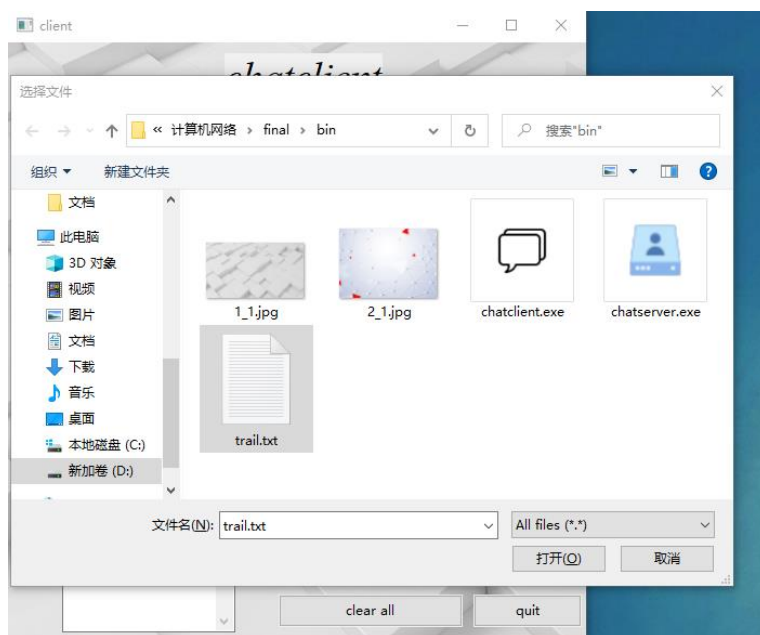 client
chatclient
选择文件
« 计算机网络 › final › bin
搜索"bin"
组织
新建文件夹
文档
此电脑
3D 对象
视频
图片
文档
下载
音乐
桌面
本地磁盘 (C:)
新加卷 (D:)
1_1.jpg
2_1.jpg
chatclient.exe
chatserver.exe
trail.txt
文件名(N):
trail.txt
All files (*.*)
打开(O)
取消
clear all
quit